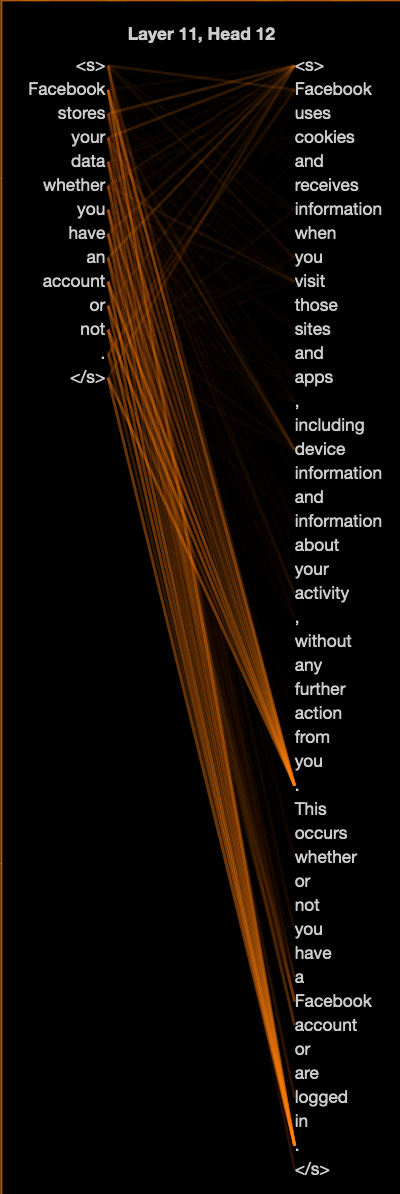 Layer 11, Head 12
<s> <s>
Facebook Facebook
stores uses
your cookies
data and
whether receives
you information
have when
an you
account visit
or those
not sites
. and
</s> apps
,
including
device
information
and
information
about
your
activity
,
without
any
further
action
from
you
.
This
occurs
whether
or
not
you
have
a
Facebook
account
or
are
logged
in
.
</s>